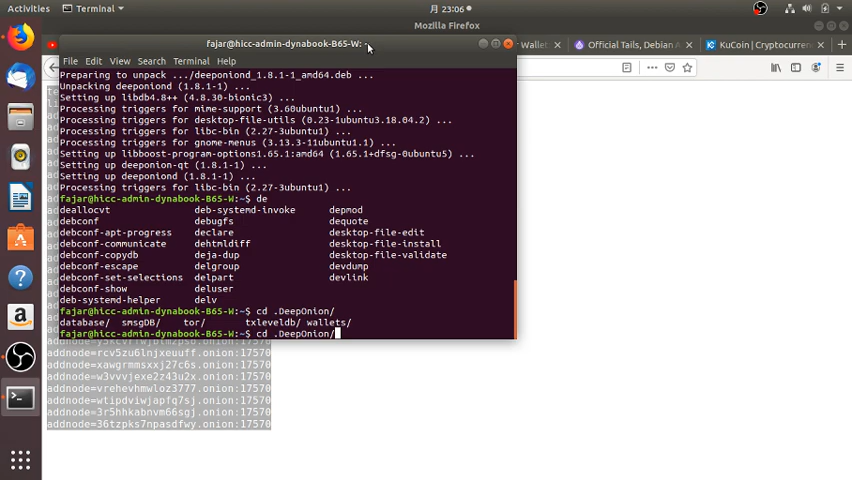 Activities
Terminal
月 23:06
Mozilla Firefox
fajar@hicc-admin-dynabook-B65-W: ~
Walle
Official Tails, Debian A
KuCoin | Cryptocurren
File Edit View Search Terminal Help
Preparing to unpack .../deeponiond_1.8.1-1_amd64.deb ...
Unpacking deeponiond (1.8.1-1) ...
Setting up libdb4.8++ (4.8.30-bionic3) ...
Processing triggers for mime-support (3.60ubuntu1) ...
Processing triggers for desktop-file-utils (0.23-1ubuntu3.18.04.2) ...
Processing triggers for libc-bin (2.27-3ubuntu1) ...
Processing triggers for gnome-menus (3.13.3-11ubuntu1.1) ...
Setting up libboost-program-options1.65.1:amd64 (1.65.1+dfsg-0ubuntu5) ...
Setting up deeponion-qt (1.8.1-1) ...
Setting up deeponiond (1.8.1-1) ...
Processing triggers for libc-bin (2.27-3ubuntu1) ...
fajar@hicc-admin-dynabook-B65-W:~$ de
deallocvt deb-systemd-invoke depmod
debconf debugfs dequote
debconf-apt-progress declare desktop-file-edit
debconf-communicate dehtmldiff desktop-file-install
debconf-copydb deja-dup desktop-file-validate
debconf-escape delgroup devdump
debconf-set-selections delpart devlink
debconf-show deluser
deb-systemd-helper delv
fajar@hicc-admin-dynabook-B65-W:~$ cd .DeepOnion/
database/ smsgDB/ tor/ txleveldb/ wallets/
fajar@hicc-admin-dynabook-B65-W:~$ cd .DeepOnion/
addnode=rcv5zu6lnjxeuuff.onion:17570
addnode=xawgrmmsxxj27c6s.onion:17570
addnode=w3vvvjexe2z43u2x.onion:17570
addnode=vrehevhmwloz3777.onion:17570
addnode=wtipdviwjapfq7sj.onion:17570
addnode=3r5hhkabnvm66sgj.onion:17570
addnode=36tzpks7npasdfwy.onion:17570